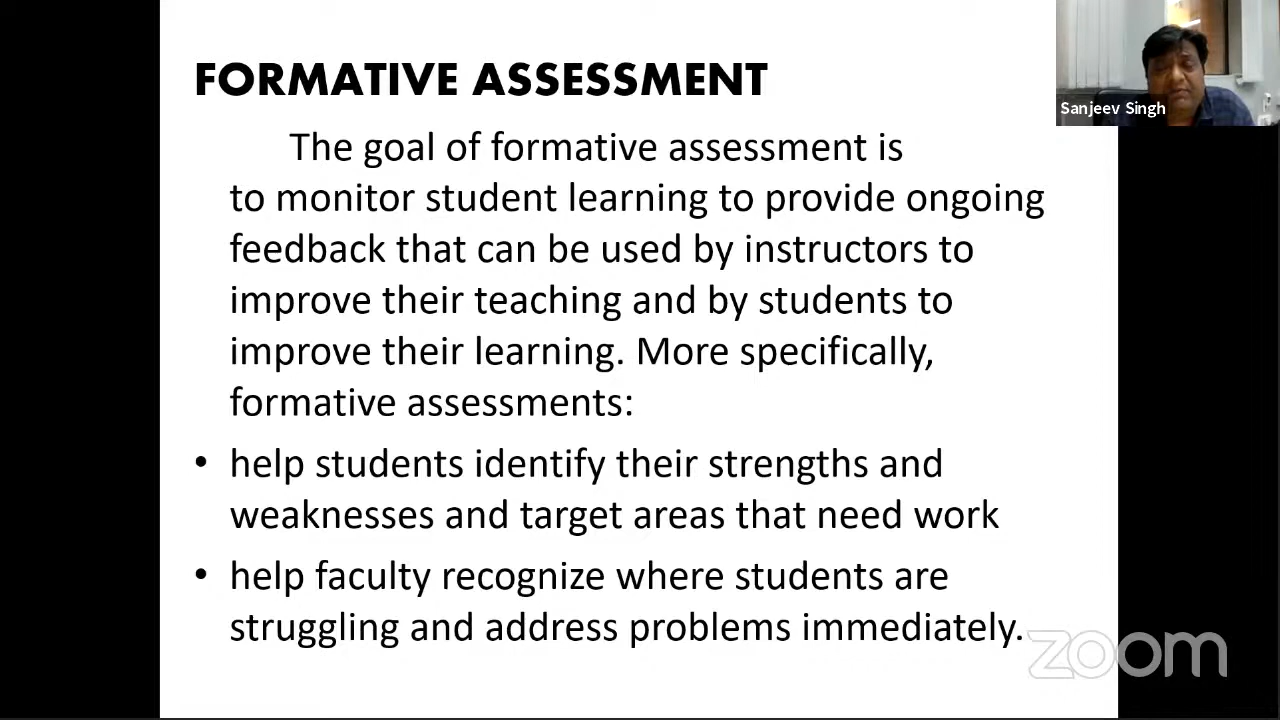 FORMATIVE ASSESSMENT
Sanjeev Singh
The goal of formative assessment is
to monitor student learning to provide ongoing
feedback that can be used by instructors to
improve their teaching and by students to
improve their learning. More specifically,
formative assessments:
• help students identify their strengths and
weaknesses and target areas that need work
• help faculty recognize where students are
struggling and address problems immediately.
zoom